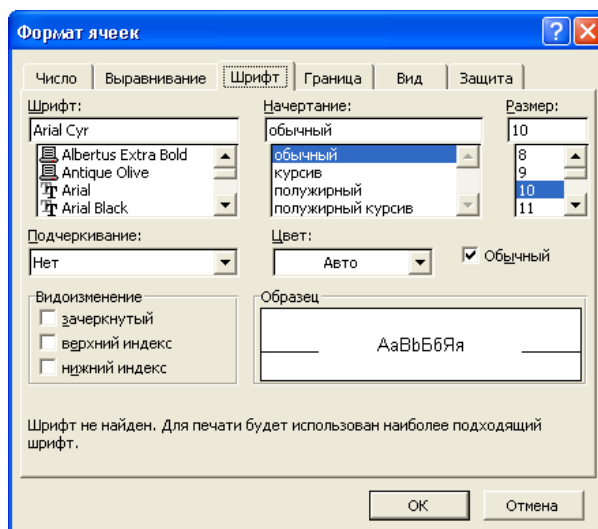 Формат ячеек
Число Выравнивание Шрифт Граница Вид Защита
Шрифт: Начертание: Размер:
Arial Cyr обычный 10
Albertus Extra Bold обычный 8
Antique Olive курсив 9
Arial полужирный 10
Arial Black полужирный курсив 11
Подчеркивание: Цвет:
Нет Авто Обычный
Видоизменение Образец
зачеркнутый
верхний индекс АаВbБбЯя
нижний индекс
Шрифт не найден. Для печати будет использован наиболее подходящий
шрифт.
ОК Отмена